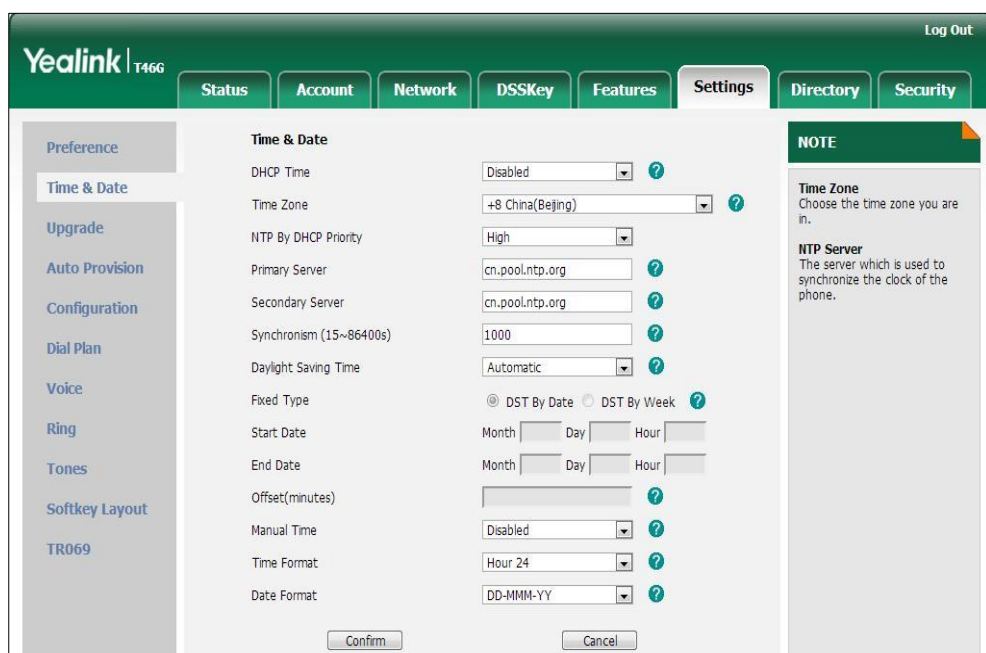 Log Out
Yealink T46G
Status Account Network DSSKey Features Settings Directory Security
Preference
Time & Date
Upgrade
Auto Provision
Configuration
Dial Plan
Voice
Ring
Tones
Softkey Layout
TR069
Time & Date
DHCP Time Disabled ?
Time Zone +8 China(Beijing) ?
NTP By DHCP Priority High
Primary Server cn.pool.ntp.org ?
Secondary Server cn.pool.ntp.org ?
Synchronism (15~86400s) 1000 ?
Daylight Saving Time Automatic ?
Fixed Type DST By Date DST By Week ?
Start Date Month Day Hour
End Date Month Day Hour
Offset(minutes) ?
Manual Time Disabled ?
Time Format Hour 24 ?
Date Format DD-MMM-YY ?
Confirm Cancel
NOTE
Time Zone
Choose the time zone you are
in.
NTP Server
The server which is used to
synchronize the clock of the
phone.